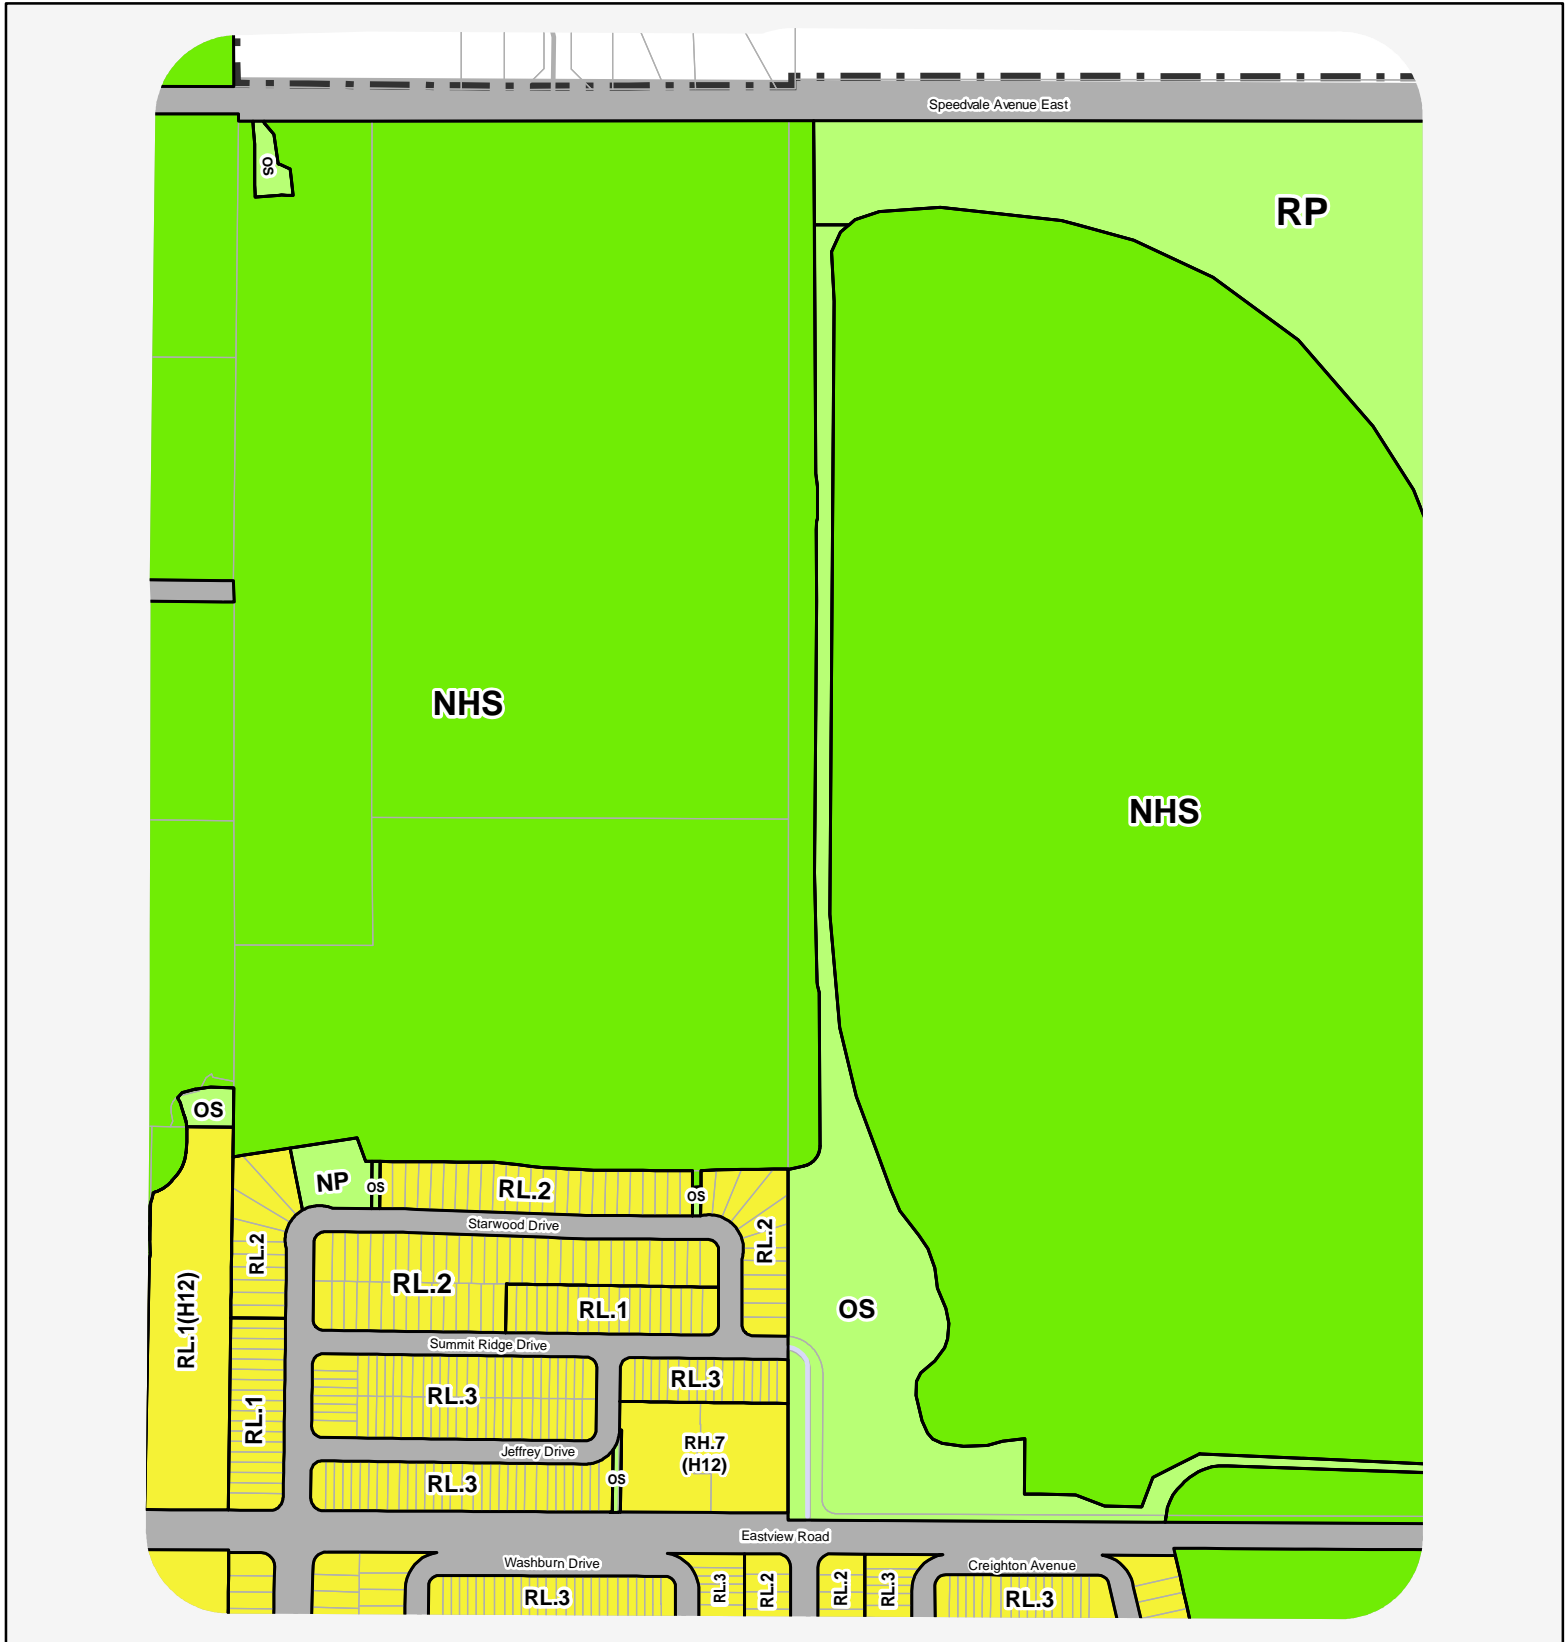 Speedvale Avenue East
OS
RP
NHS
NHS
OS
NP
OS
RL.2
OS
Starwood Drive
RL.2
RL.2
RL.2
RL.1
OS
RL.1(H12)
Summit Ridge Drive
RL.3
RL.3
RL.1
RH.7
(H12)
Jeffrey Drive
RL.3
OS
Eastview Road
Washburn Drive
Creighton Avenue
RL.3
RL.3
RL.2
RL.2
RL.3
RL.3